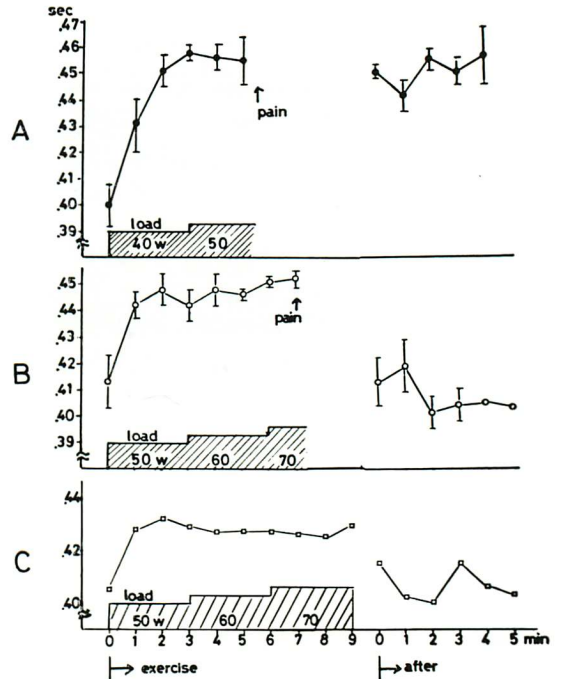 sec
.47
.46
.45
.44
.43
.42
.41
.40
.39
A
↑
pain
load
40 w 50
.45
.44
.43
.42
.41
.40
.39
B
↑
pain
load
50 w 60 70
.44
.42
.40
C
load
50 w 60 70
0 1 2 3 4 5 6 7 8 9 0 1 2 3 4 5 min
→ exercise → after